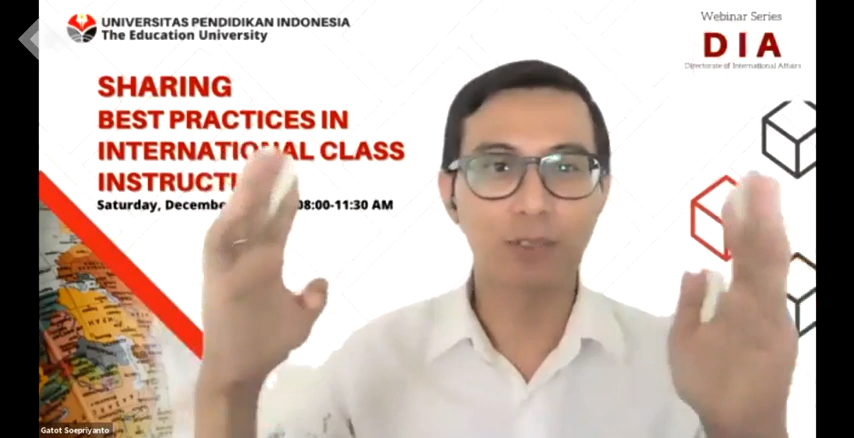 UNIVERSITAS PENDIDIKAN INDONESIA
The Education University
Webinar Series
DIA
Directorate of International Affairs
SHARING
BEST PRACTICES IN
INTERNATIONAL CLASS
INSTRUCTI
Saturday, December 08:00-11:30 AM
Gatot Soepriyanto